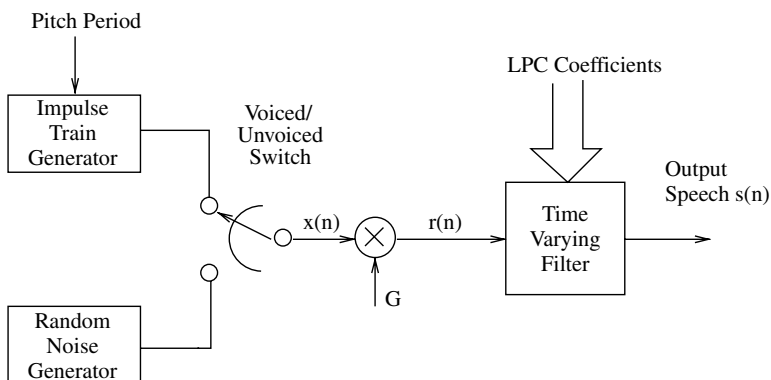 Pitch Period
Impulse
Train
Generator
Voiced/
Unvoiced
Switch
LPC Coefficients
x(n)
r(n)
G
Time
Varying
Filter
Output
Speech s(n)
Random
Noise
Generator